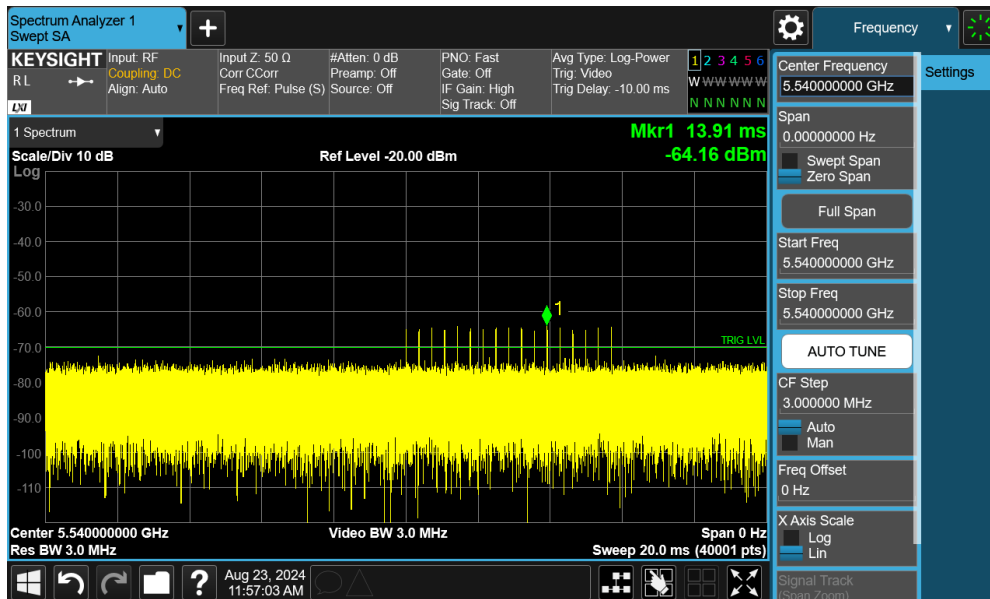 Spectrum Analyzer 1
Swept SA
+
Frequency
KEYSIGHT
R L
LXI
Input: RF
Coupling: DC
Align: Auto
Input Z: 50 Ω
Corr CCorr
Freq Ref: Pulse (S)
#Atten: 0 dB
Preamp: Off
Source: Off
PNO: Fast
Gate: Off
IF Gain: High
Sig Track: Off
Avg Type: Log-Power
Trig: Video
Trig Delay: -10.00 ms
1 2 3 4 5 6
W W W W W W
N N N N N N
1 Spectrum
Scale/Div 10 dB
Ref Level -20.00 dBm
Mkr1 13.91 ms
-64.16 dBm
Log
-30.0
-40.0
-50.0
-60.0
-70.0
-80.0
-90.0
-100
-110
1
TRIG LVL
Center 5.540000000 GHz
Res BW 3.0 MHz
Video BW 3.0 MHz
Span 0 Hz
Sweep 20.0 ms (40001 pts)
Center Frequency
5.540000000 GHz
Settings
Span
0.00000000 Hz
Swept Span
Zero Span
Full Span
Start Freq
5.540000000 GHz
Stop Freq
5.540000000 GHz
AUTO TUNE
CF Step
3.000000 MHz
Auto
Man
Freq Offset
0 Hz
X Axis Scale
Log
Lin
Signal Track
(Span Zoom)
?
Aug 23, 2024
11:57:03 AM